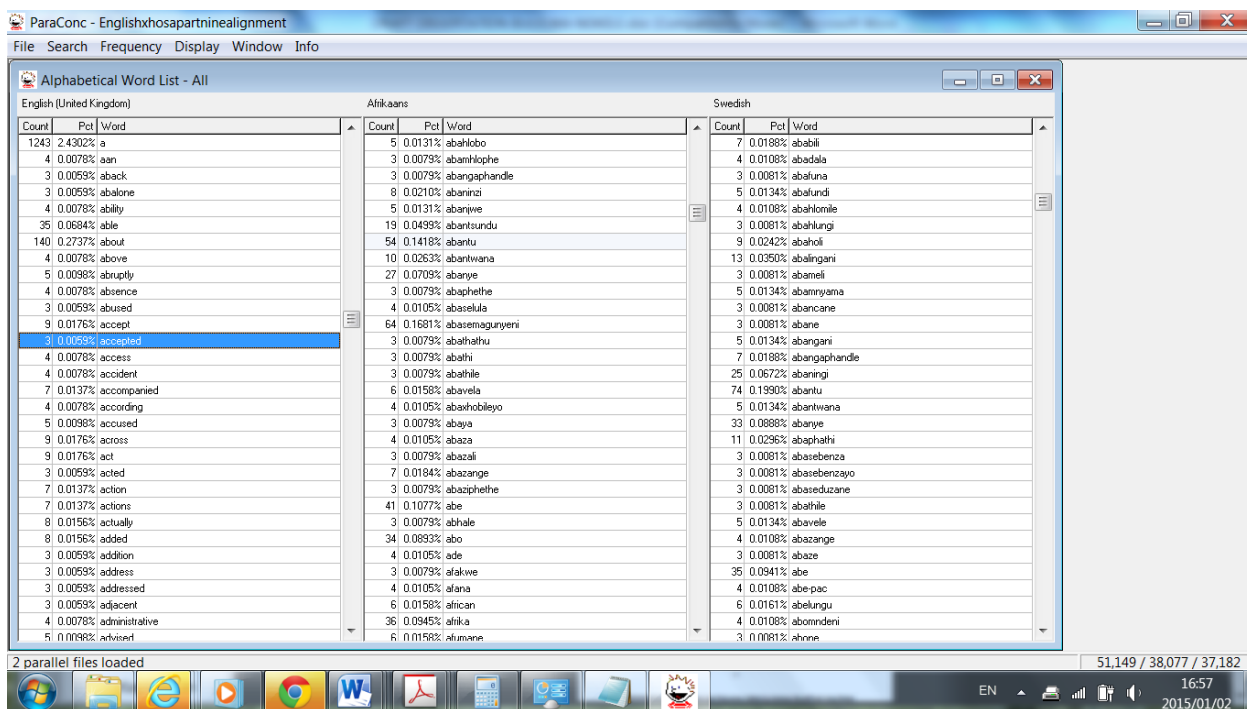 ParaConc - Englishxhosapartninealignment
File Search Frequency Display Window Info
Alphabetical Word List - All
English (United Kingdom) Afrikaans Swedish
Count Pct Word Count Pct Word Count Pct Word
1243 2.4302% a 5 0.0131% abahlobo 7 0.0188% ababili
4 0.0078% aan 3 0.0079% abamhlophe 4 0.0108% abadala
3 0.0059% aback 3 0.0079% abangaphandle 3 0.0081% abafuna
3 0.0059% abalone 8 0.0210% abaninzi 5 0.0134% abafundi
4 0.0078% ability 5 0.0131% abanjwe 4 0.0108% abahlomile
35 0.0684% able 19 0.0499% abantsundu 3 0.0081% abahlungi
140 0.2737% about 54 0.1418% abantu 9 0.0242% abaholi
4 0.0078% above 10 0.0263% abantwana 13 0.0350% abalingani
5 0.0098% abruptly 27 0.0709% abanye 3 0.0081% abameli
4 0.0078% absence 3 0.0079% abaphethe 5 0.0134% abamnyama
3 0.0059% abused 4 0.0105% abaselula 3 0.0081% abancane
9 0.0176% accept 64 0.1681% abasemagunyeni 3 0.0081% abane
3 0.0059% accepted 3 0.0079% abathathu 5 0.0134% abangani
4 0.0078% access 3 0.0079% abathi 7 0.0188% abangaphandle
4 0.0078% accident 3 0.0079% abathile 25 0.0672% abaningi
7 0.0137% accompanied 6 0.0158% abavela 74 0.1990% abantu
4 0.0078% according 4 0.0105% abaxhobileyo 5 0.0134% abantwana
5 0.0098% accused 3 0.0079% abaya 33 0.0888% abanye
9 0.0176% across 4 0.0105% abaza 11 0.0296% abaphathi
9 0.0176% act 3 0.0079% abazali 3 0.0081% abasebenza
3 0.0059% acted 7 0.0184% abazange 3 0.0081% abasebenzayo
7 0.0137% action 3 0.0079% abaziphethe 3 0.0081% abaseduzane
7 0.0137% actions 41 0.1077% abe 3 0.0081% abathile
8 0.0156% actually 3 0.0079% abhale 5 0.0134% abavele
8 0.0156% added 34 0.0893% abo 4 0.0108% abazange
3 0.0059% addition 4 0.0105% ade 3 0.0081% abaze
3 0.0059% address 3 0.0079% afakwe 35 0.0941% abe
3 0.0059% addressed 4 0.0105% afana 4 0.0108% abe-pac
3 0.0059% adjacent 6 0.0158% african 6 0.0161% abelungu
4 0.0078% administrative 36 0.0945% afrika 4 0.0108% abomndeni
5 0.0098% advised 6 0.0158% afumane 3 0.0081% abone
2 parallel files loaded 51,149 / 38,077 / 37,182
EN 16:57
2015/01/02